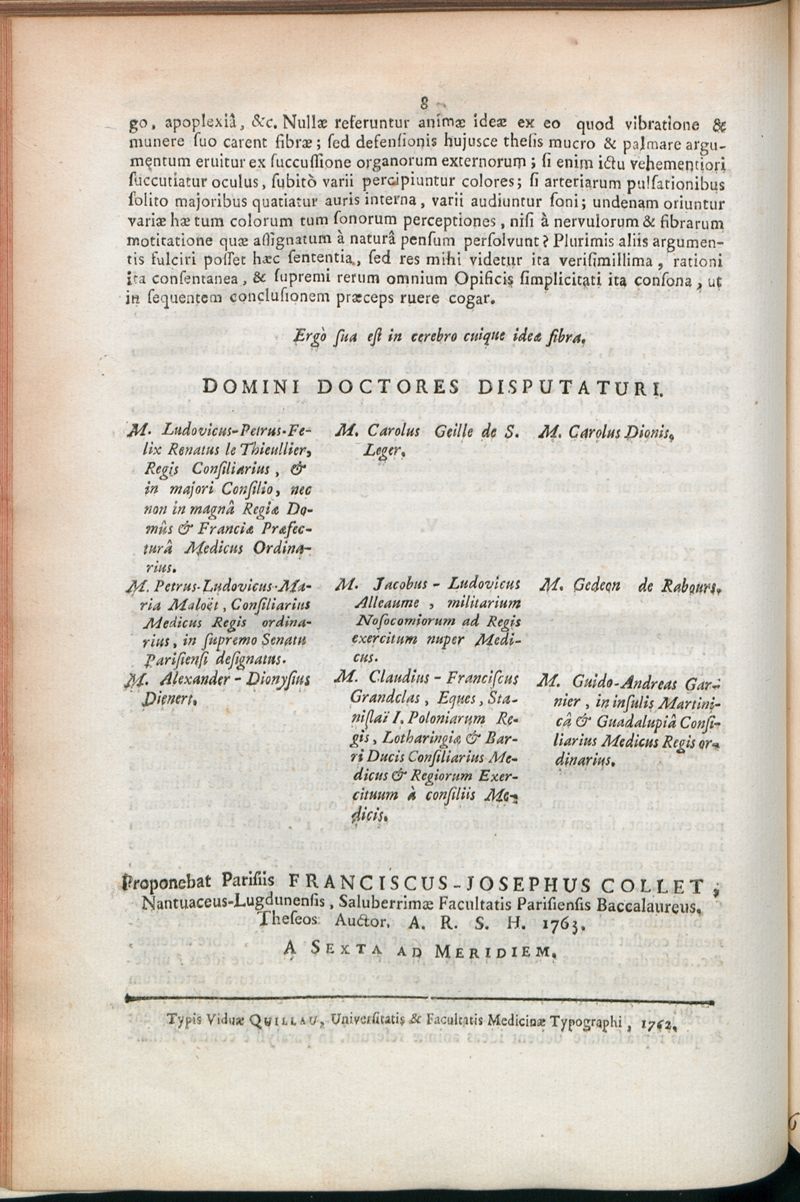 8
go, apoplexiâ, &c. Nullæ referuntur animæ ideæ ex eo quod vibratione &
munere suo carent fibræ; sed defensionis hujusce thesis mucro & palmare argu-
mentum eruitur ex succussione organorum externorum; si enim ictu vehementiori
succutiatur oculus, subitò varii percipiuntur colores; si arteriarum pulsationibus
solito majoribus quatiatur auris interna, varii audiuntur soni; undenam oriuntur
variæ hæ tum colorum tum sonorum perceptiones, nisi à nervulorum & fibrarum
motitatione quæ assignatum à naturâ pensum persolvunt? Plurimis aliis argumen-
tis fulciri posset hæc sententia, sed res mihi videtur ita verisimillima, rationi
ita consentanea, & supremi rerum omnium Opificis simplicitati ita consona, ut
in sequentem conclusionem præceps ruere cogar.
Ergò sua est in cerebro cuique ideæ fibra.
DOMINI DOCTORES DISPUTATURI.
M. Ludovicus-Petrus-Fe-
lix Renatus le Thieullier,
Regis Consiliarius, &
in majori Consilio, nec
non in magnâ Regiæ Do-
mûs & Franciæ Præfec-
turâ Medicus Ordina-
rius.
M. Carolus Geille de S.
Leger.
M. Carolus Dionis.
M. Petrus-Ludovicus-Ma-
ria Maloët, Consiliarius
Medicus Regis ordina-
rius, in supremo Senatu
Parisiensi designatus.
M. Jacobus-Ludovicus
Alleaume, militarium
Nosocomiorum ad Regis
exercitum nuper Medi-
cus.
M. Gedeon de Rabours.
M. Alexander-Dionysius
Dienert.
M. Claudius-Franciscus
Grandclas, Eques, Sta-
nislaï I. Poloniarum Re-
gis, Lotharingiæ & Bar-
ri Ducis Consiliarius Me-
dicus & Regiorum Exer-
cituum à consiliis Me-
dicis.
M. Guido-Andreas Gar-
nier, in insulis Martini-
câ & Guadalupiâ Consi-
liarius Medicus Regis or-
dinarius.
Proponebat Parisiis FRANCISCUS-JOSEPHUS COLLET,
Nantuaceus-Lugdunensis, Saluberrimæ Facultatis Parisiensis Baccalaureus,
Theseos Auctor, A. R. S. H. 1763.
A SEXTA AD MERIDIEM.
Typis Viduæ QUILLAU, Universitatis & Facultatis Medicinæ Typographi, 1762.